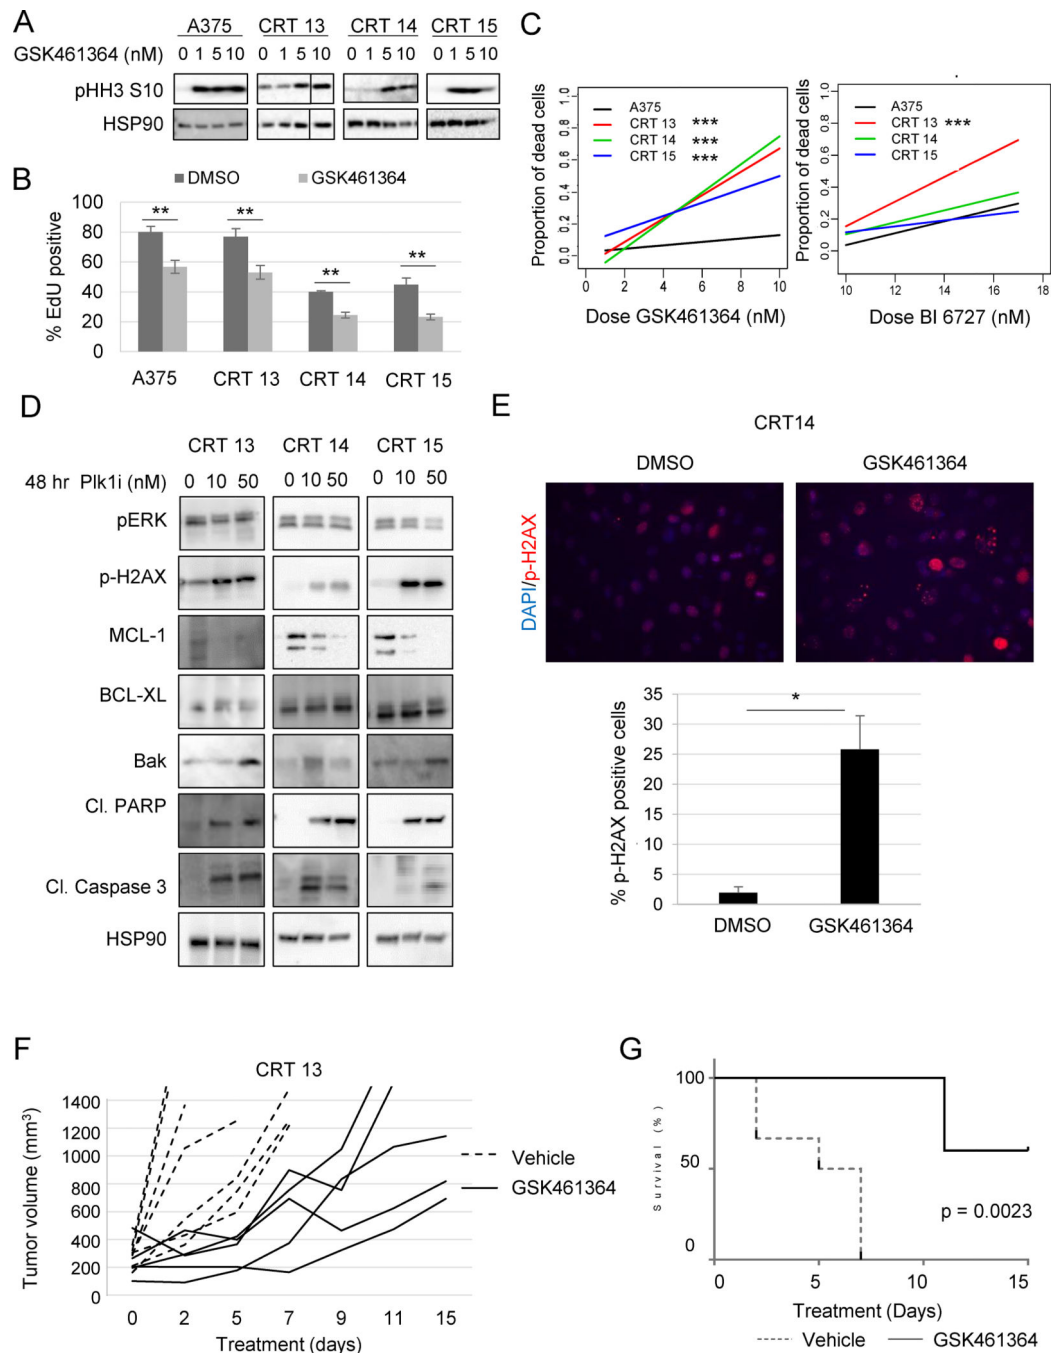 A
A375 CRT 13 CRT 14 CRT 15
GSK461364 (nM) 0 1 5 10 0 1 5 10 0 1 5 10 0 1 5 10
pHH3 S10
HSP90
B
DMSO GSK461364
% EdU positive
100
80
60
40
20
0
** ** ** **
A375 CRT 13 CRT 14 CRT 15
C
Proportion of dead cells
1.0
0.8
0.6
0.4
0.2
0.0
A375
CRT 13 ***
CRT 14 ***
CRT 15 ***
0 2 4 6 8 10
Dose GSK461364 (nM)
Proportion of dead cells
1.0
0.8
0.6
0.4
0.2
0.0
A375
CRT 13 ***
CRT 14
CRT 15
10 12 14 16 18
Dose BI 6727 (nM)
D
CRT 13 CRT 14 CRT 15
48 hr Plk1i (nM) 0 10 50 0 10 50 0 10 50
pERK
p-H2AX
MCL-1
BCL-XL
Bak
Cl. PARP
Cl. Caspase 3
HSP90
E
CRT14
DMSO GSK461364
DAPI/p-H2AX
% p-H2AX positive cells
35
30
25
20
15
10
5
0
*
DMSO GSK461364
F
CRT 13
Tumor volume (mm³)
1400
1200
1000
800
600
400
200
0
0 2 5 7 9 11 15
Treatment (days)
Vehicle
GSK461364
G
Survival (%)
100
50
0
p = 0.0023
0 5 10 15
Treatment (Days)
Vehicle GSK461364